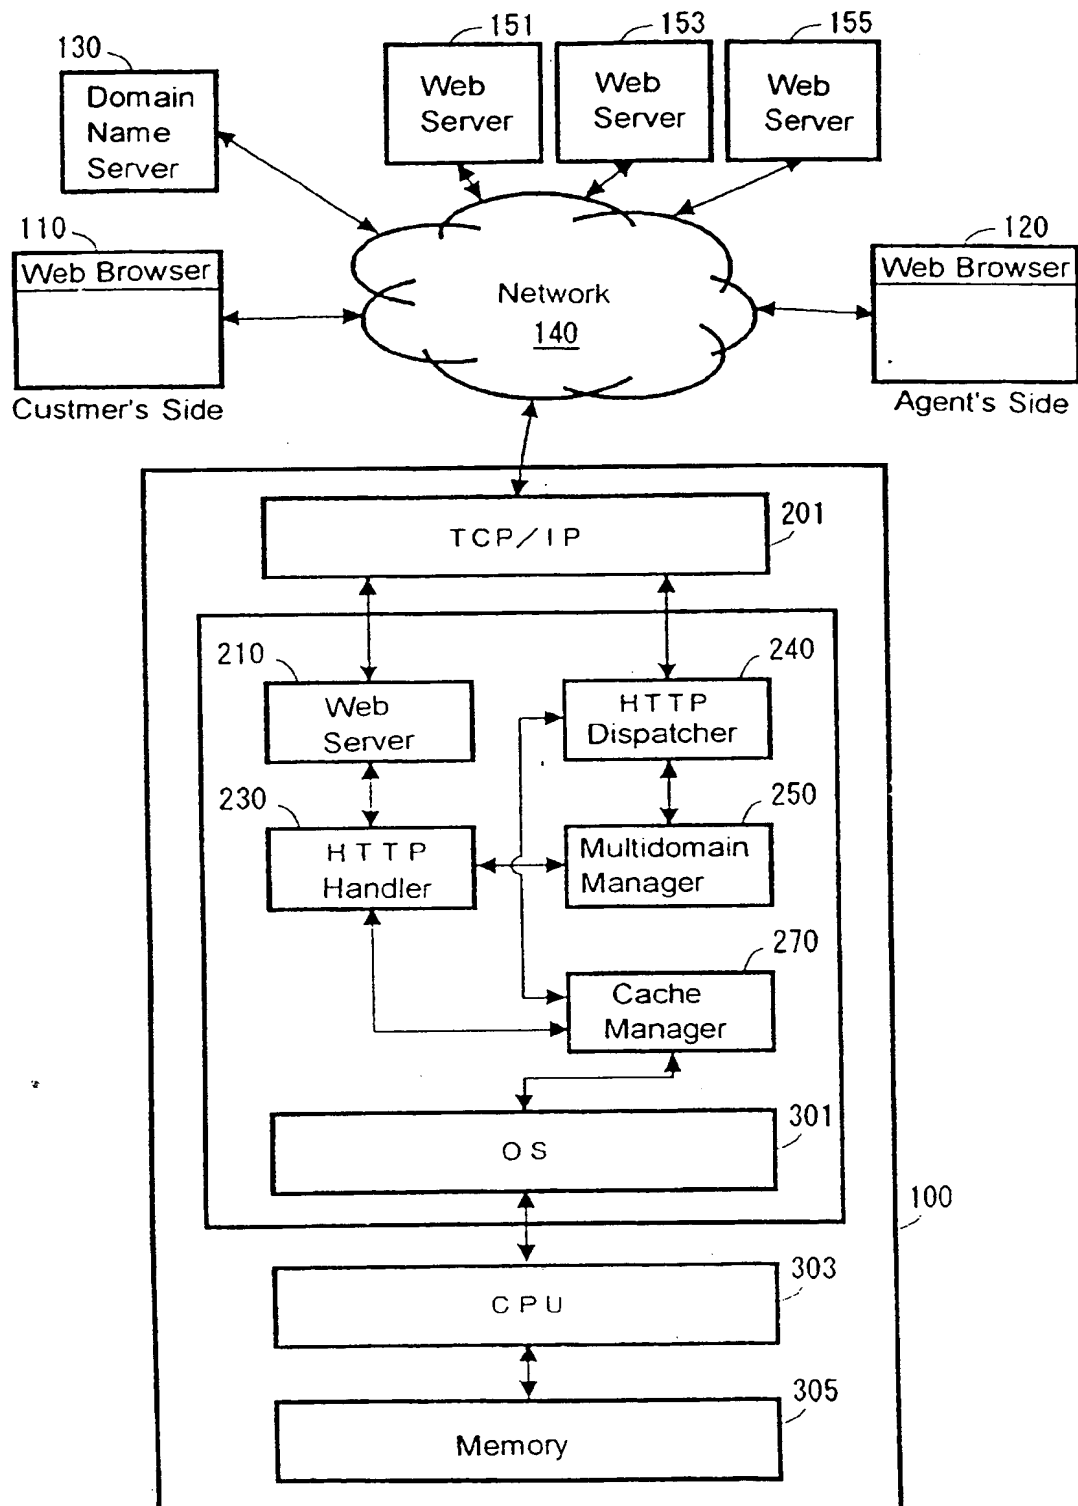 151
153
155
130
Web
Server
Web
Server
Web
Server
Domain
Name
Server
110
120
Web Browser
Web Browser
Network
140
Custmer's Side
Agent's Side
201
TCP/IP
210
240
Web
Server
HTTP
Dispatcher
230
250
HTTP
Handler
Multidomain
Manager
270
Cache
Manager
301
OS
100
303
CPU
305
Memory